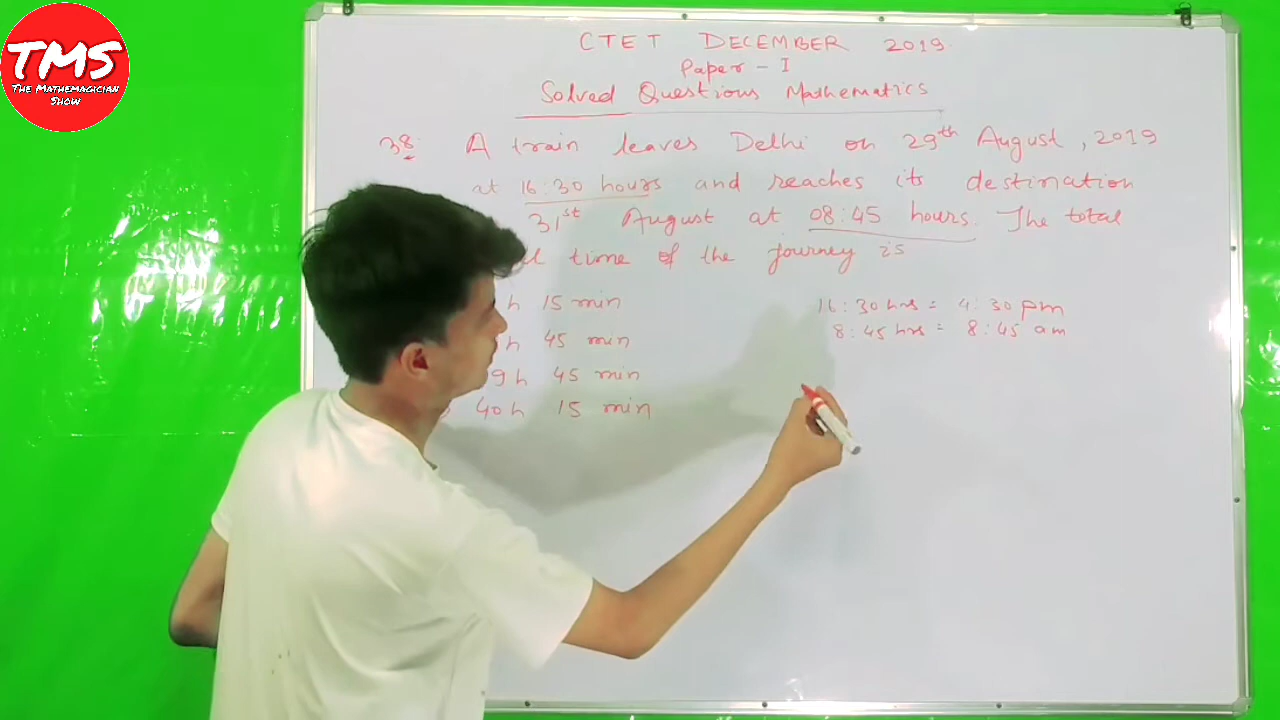 TMS
THE MATHEMAGICIAN
SHOW
CTET DECEMBER 2019.
Paper - I
Solved Questions Mathematics
38: A train leaves Delhi on 29th August, 2019
at 16:30 hours and reaches its destination
31st August at 08:45 hours. The total
time of the journey is
h 15 min
h 45 min
9h 45 min
40h 15 min
16:30 hrs = 4:30 pm
8:45 hrs = 8:45 am